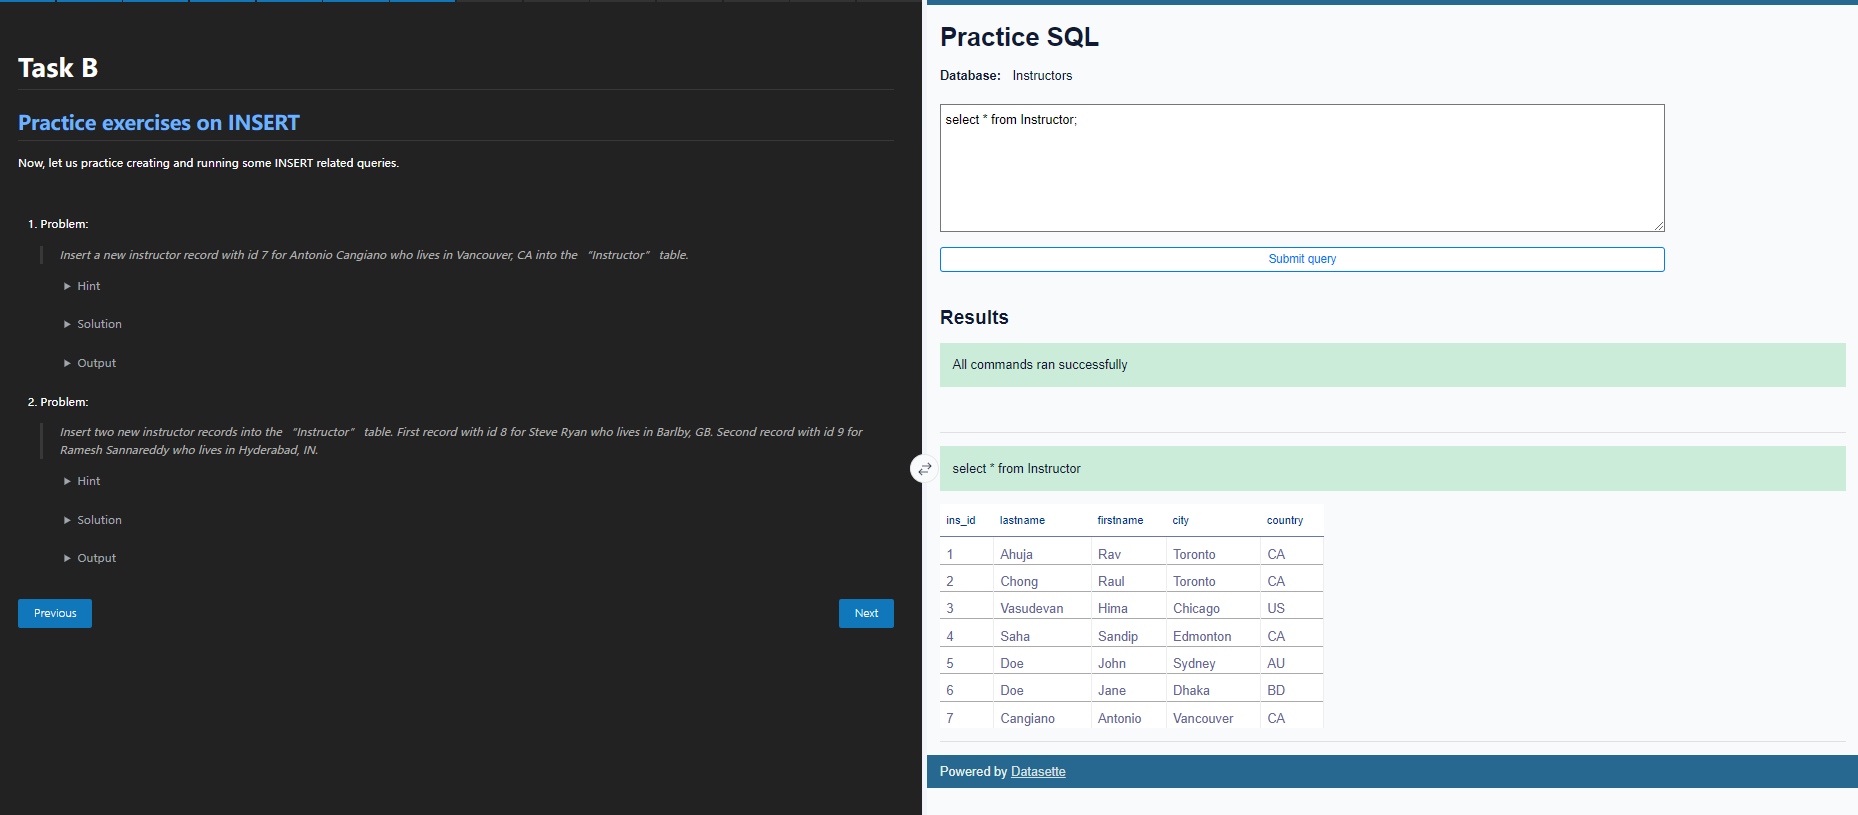 Task B
Practice exercises on INSERT
Now, let us practice creating and running some INSERT related queries.
1. Problem:
Insert a new instructor record with id 7 for Antonio Cangiano who lives in Vancouver, CA into the "Instructor" table.
▶ Hint
▶ Solution
▶ Output
2. Problem:
Insert two new instructor records into the "Instructor" table. First record with id 8 for Steve Ryan who lives in Barlby, GB. Second record with id 9 for
Ramesh Sannareddy who lives in Hyderabad, IN.
▶ Hint
▶ Solution
▶ Output
Previous
Next
Practice SQL
Database: Instructors
select * from Instructor;
Submit query
Results
All commands ran successfully
select * from Instructor
ins_id lastname firstname city country
1 Ahuja Rav Toronto CA
2 Chong Raul Toronto CA
3 Vasudevan Hima Chicago US
4 Saha Sandip Edmonton CA
5 Doe John Sydney AU
6 Doe Jane Dhaka BD
7 Cangiano Antonio Vancouver CA
Powered by Datasette